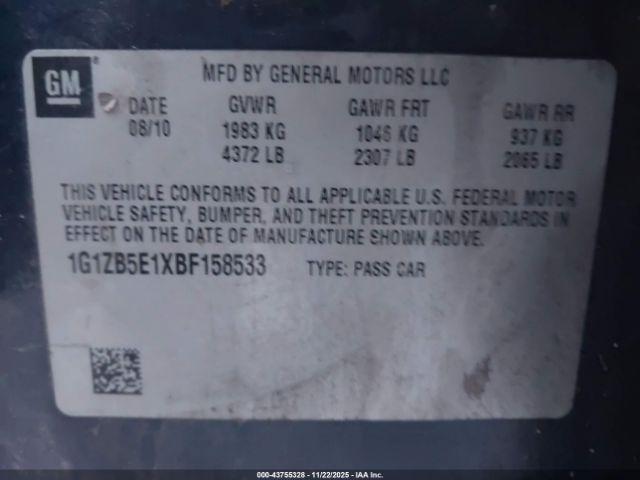 GM®
MFD BY GENERAL MOTORS LLC
DATE GVWR GAWR FRT GAWR RR
08/10 1983 KG 1046 KG 937 KG
4372 LB 2307 LB 2065 LB
THIS VEHICLE CONFORMS TO ALL APPLICABLE U.S. FEDERAL MOTOR
VEHICLE SAFETY, BUMPER, AND THEFT PREVENTION STANDARDS IN
EFFECT ON THE DATE OF MANUFACTURE SHOWN ABOVE.
1G1ZB5E1XBF158533 TYPE: PASS CAR
000-43755328 - 11/22/2025 - IAA Inc.